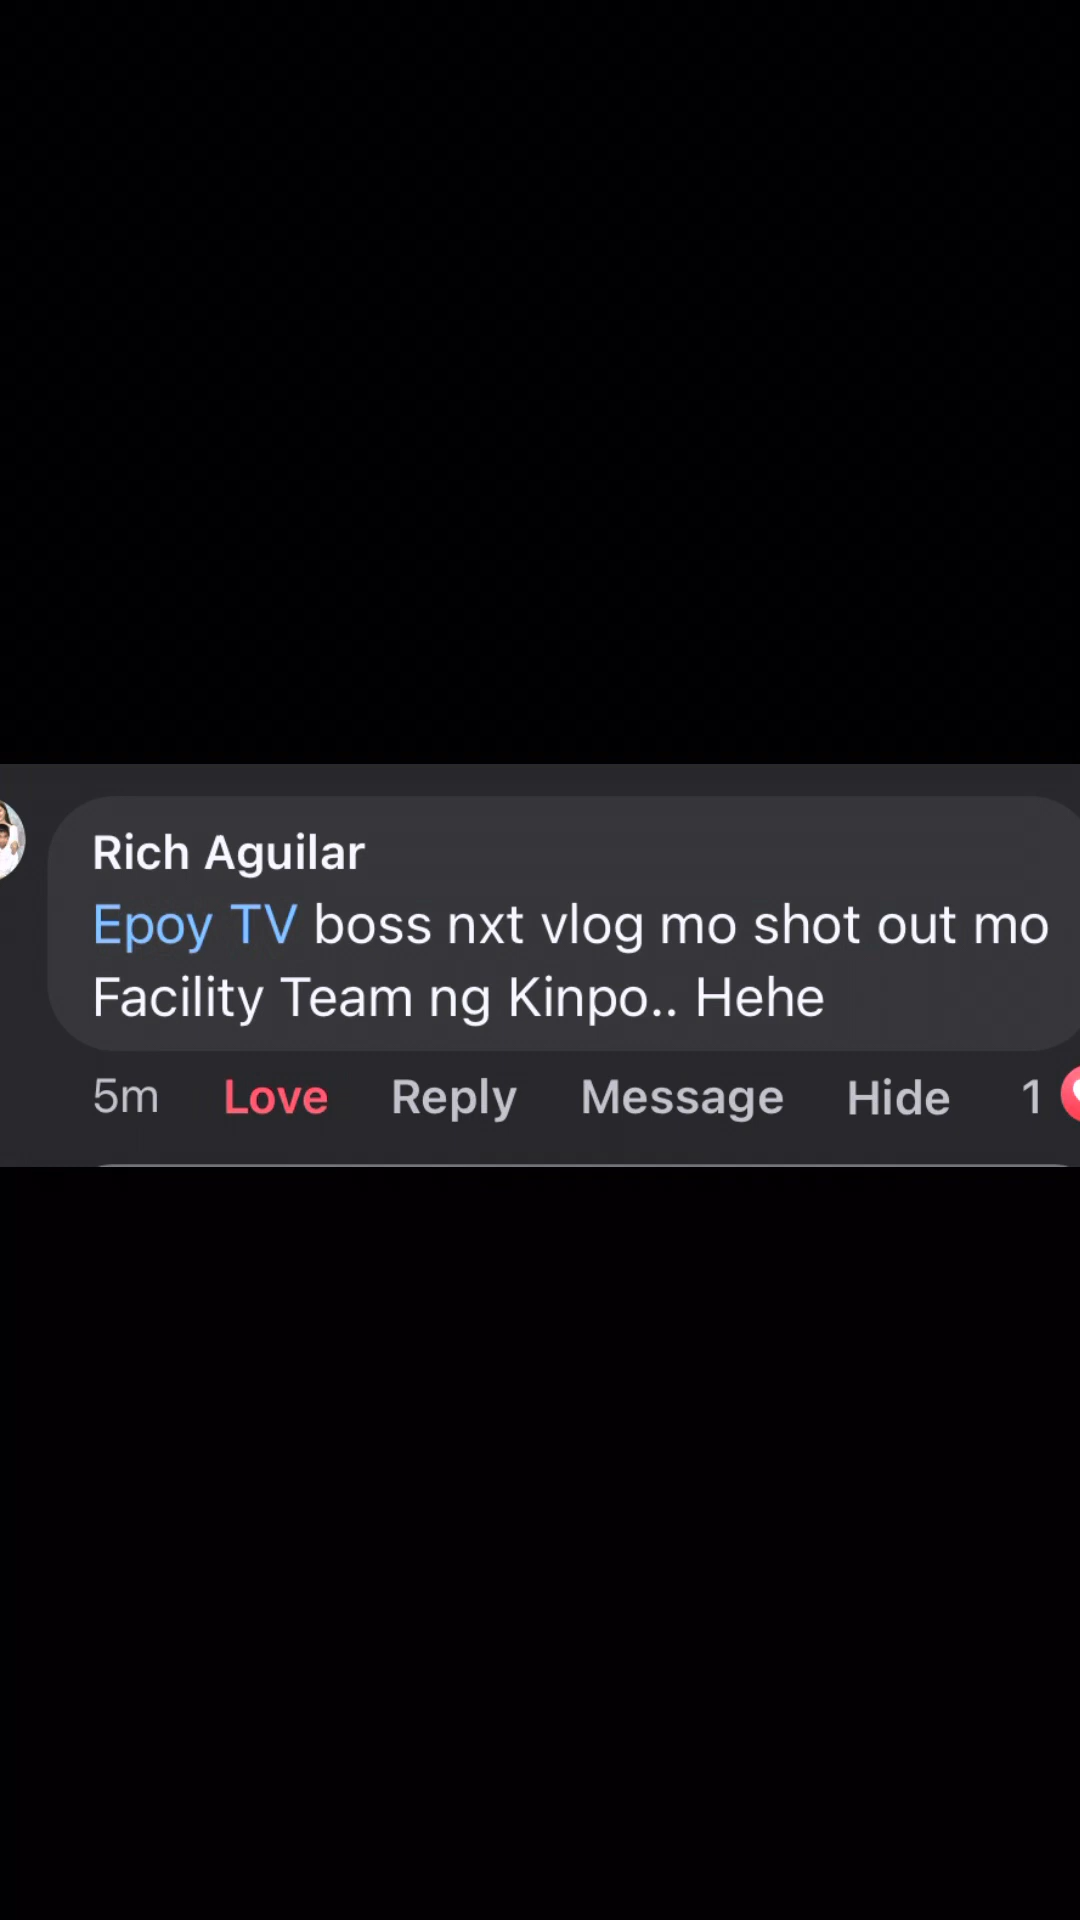 Rich Aguilar
Epoy TV boss nxt vlog mo shot out mo
Facility Team ng Kinpo.. Hehe
5m Love Reply Message Hide 1